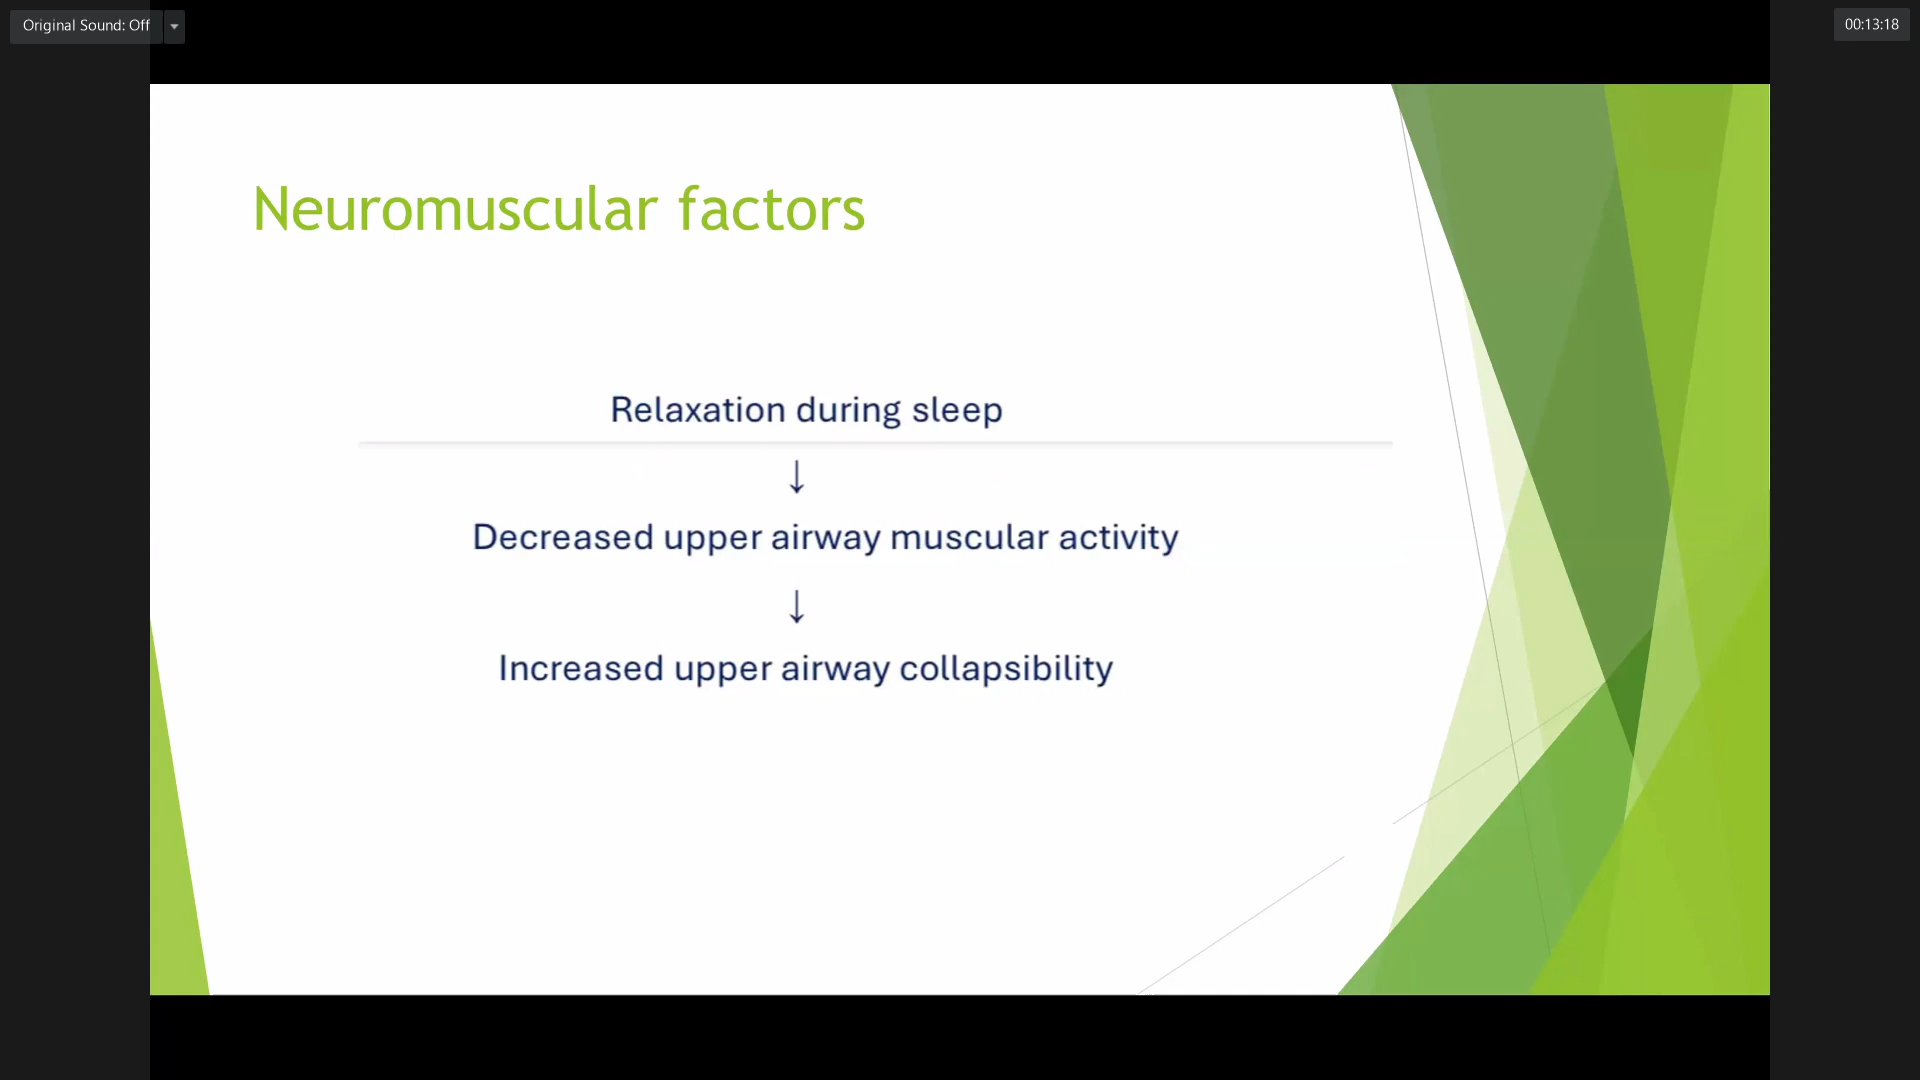 Original Sound: Off
00:13:18
Neuromuscular factors
Relaxation during sleep
↓
Decreased upper airway muscular activity
↓
Increased upper airway collapsibility